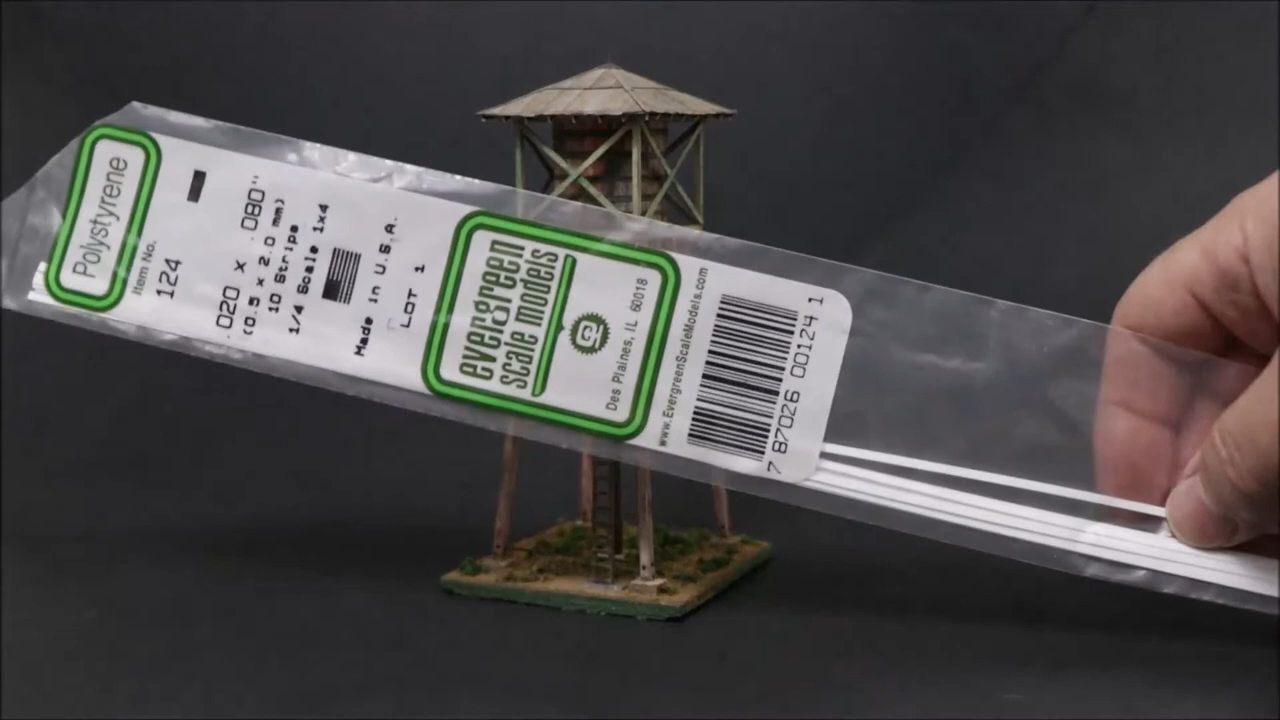 Polystyrene
Item No.
124
.020 x .080"
(0.5 x 2.0 mm)
10 Strips
1/4 Scale 1x4
Made in U.S.A.
LOT 1
evergreen
scale models
Des Plaines, IL 60018
www.EvergreenScaleModels.com
7 87026 00124 1